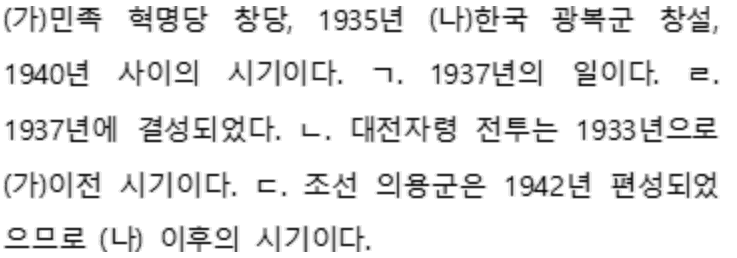 (가)민족 혁명당 창당, 1935년 (나)한국 광복군 창설,
1940년 사이의 시기이다. ㄱ. 1937년의 일이다. ㄹ.
1937년에 결성되었다. ㄴ. 대전자령 전투는 1933년으로
(가)이전 시기이다. ㄷ. 조선 의용군은 1942년 편성되었
으므로 (나) 이후의 시기이다.